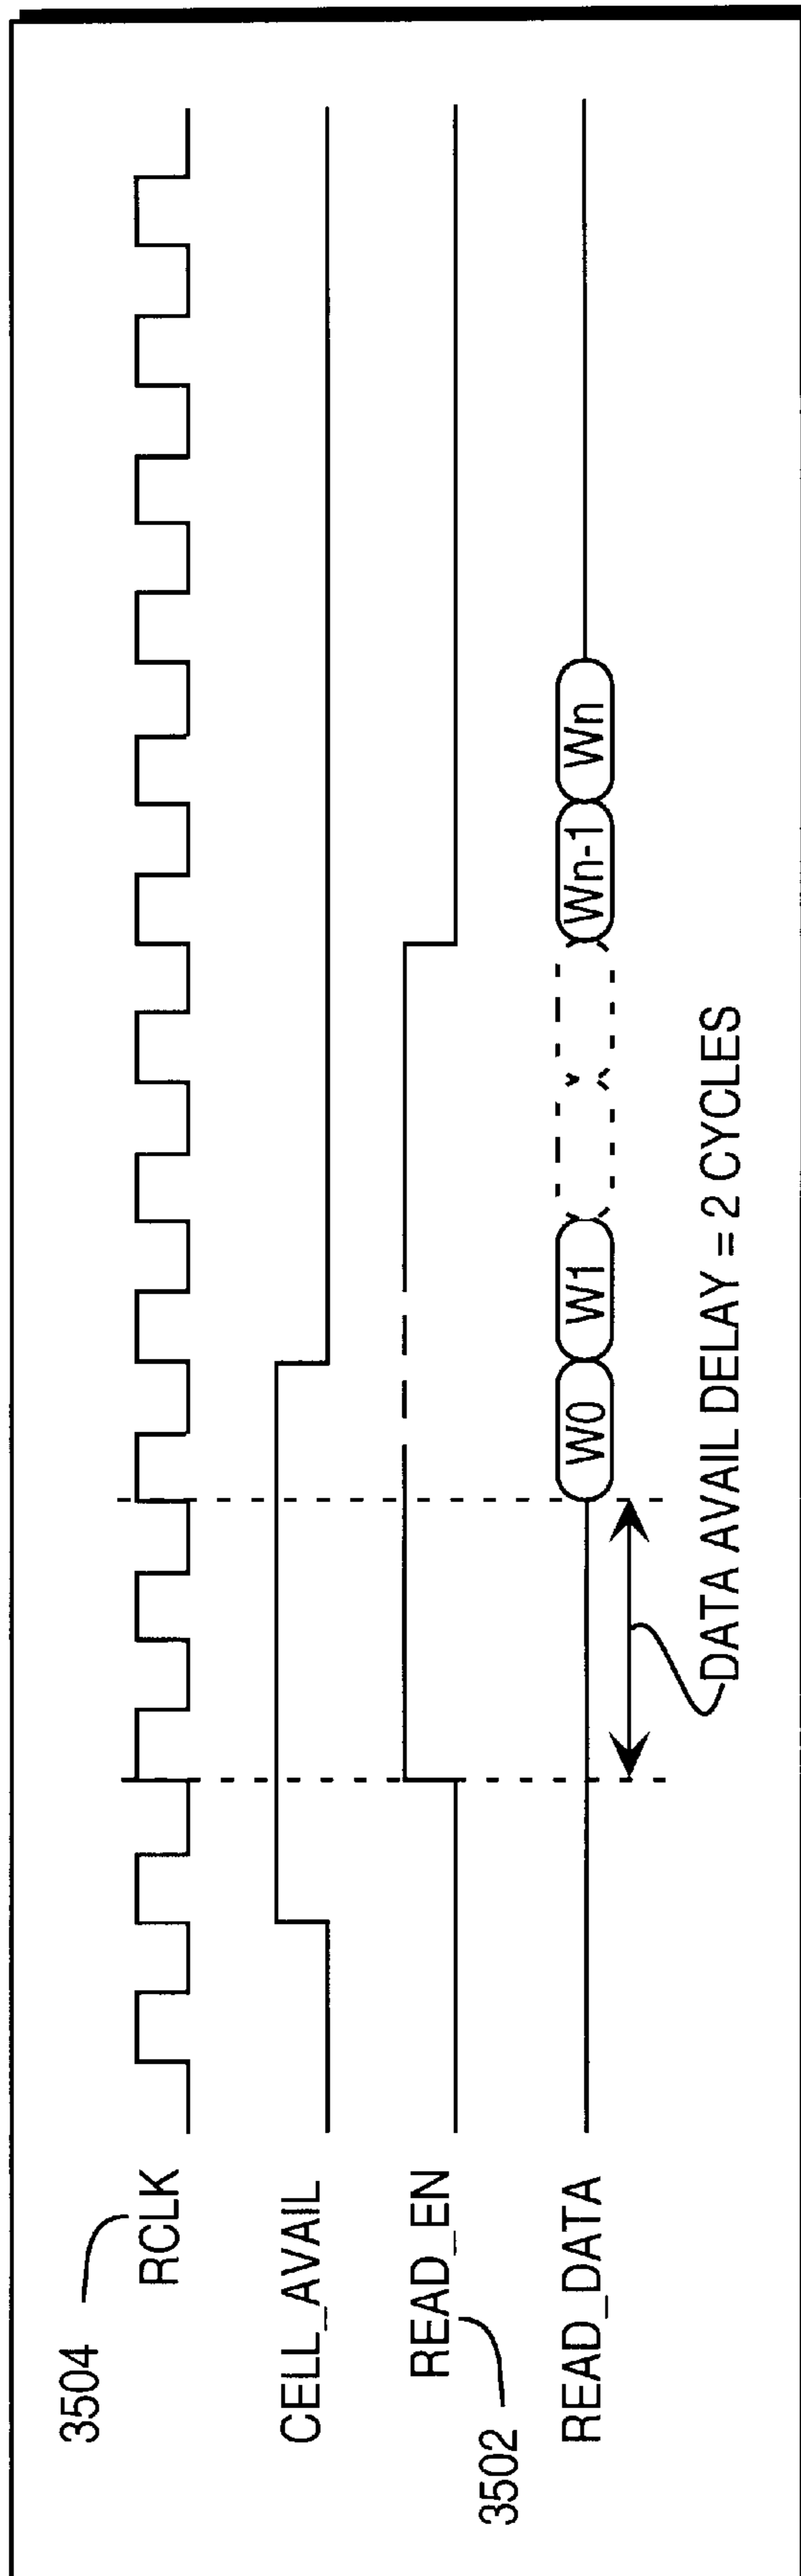 3504
RCLK
CELL_AVAIL
READ_EN
3502
READ_DATA
W0
W1
Wn-1
Wn
DATA AVAIL DELAY = 2 CYCLES